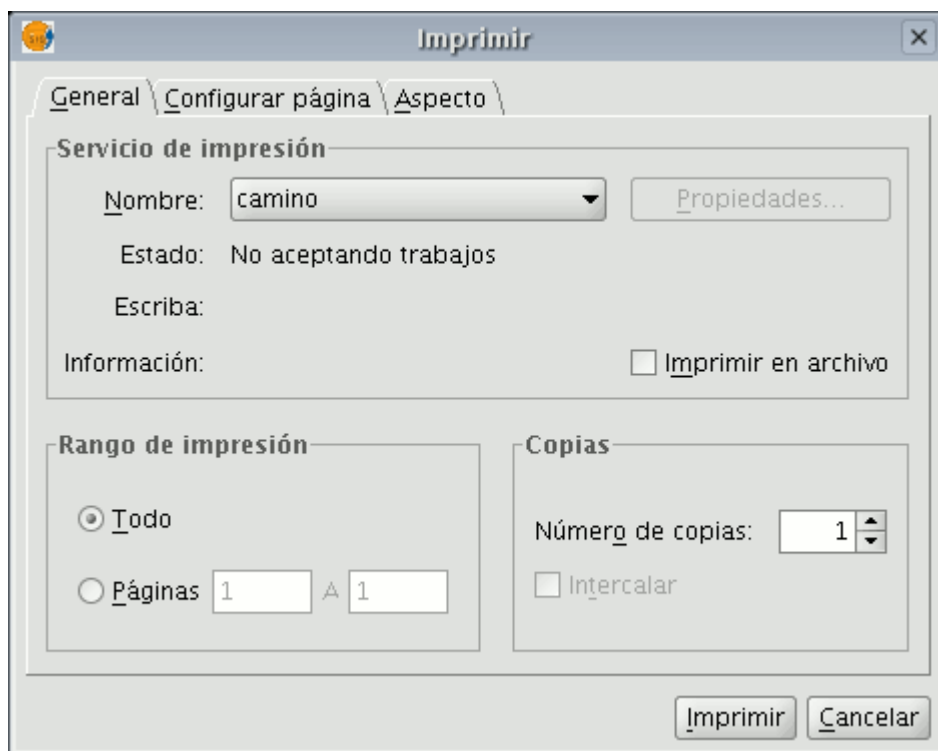 Imprimir
General Configurar página Aspecto
Servicio de impresión
Nombre: camino Propiedades...
Estado: No aceptando trabajos
Escriba:
Información: Imprimir en archivo
Rango de impresión
Todo
Páginas 1 A 1
Copias
Número de copias: 1
Intercalar
Imprimir Cancelar